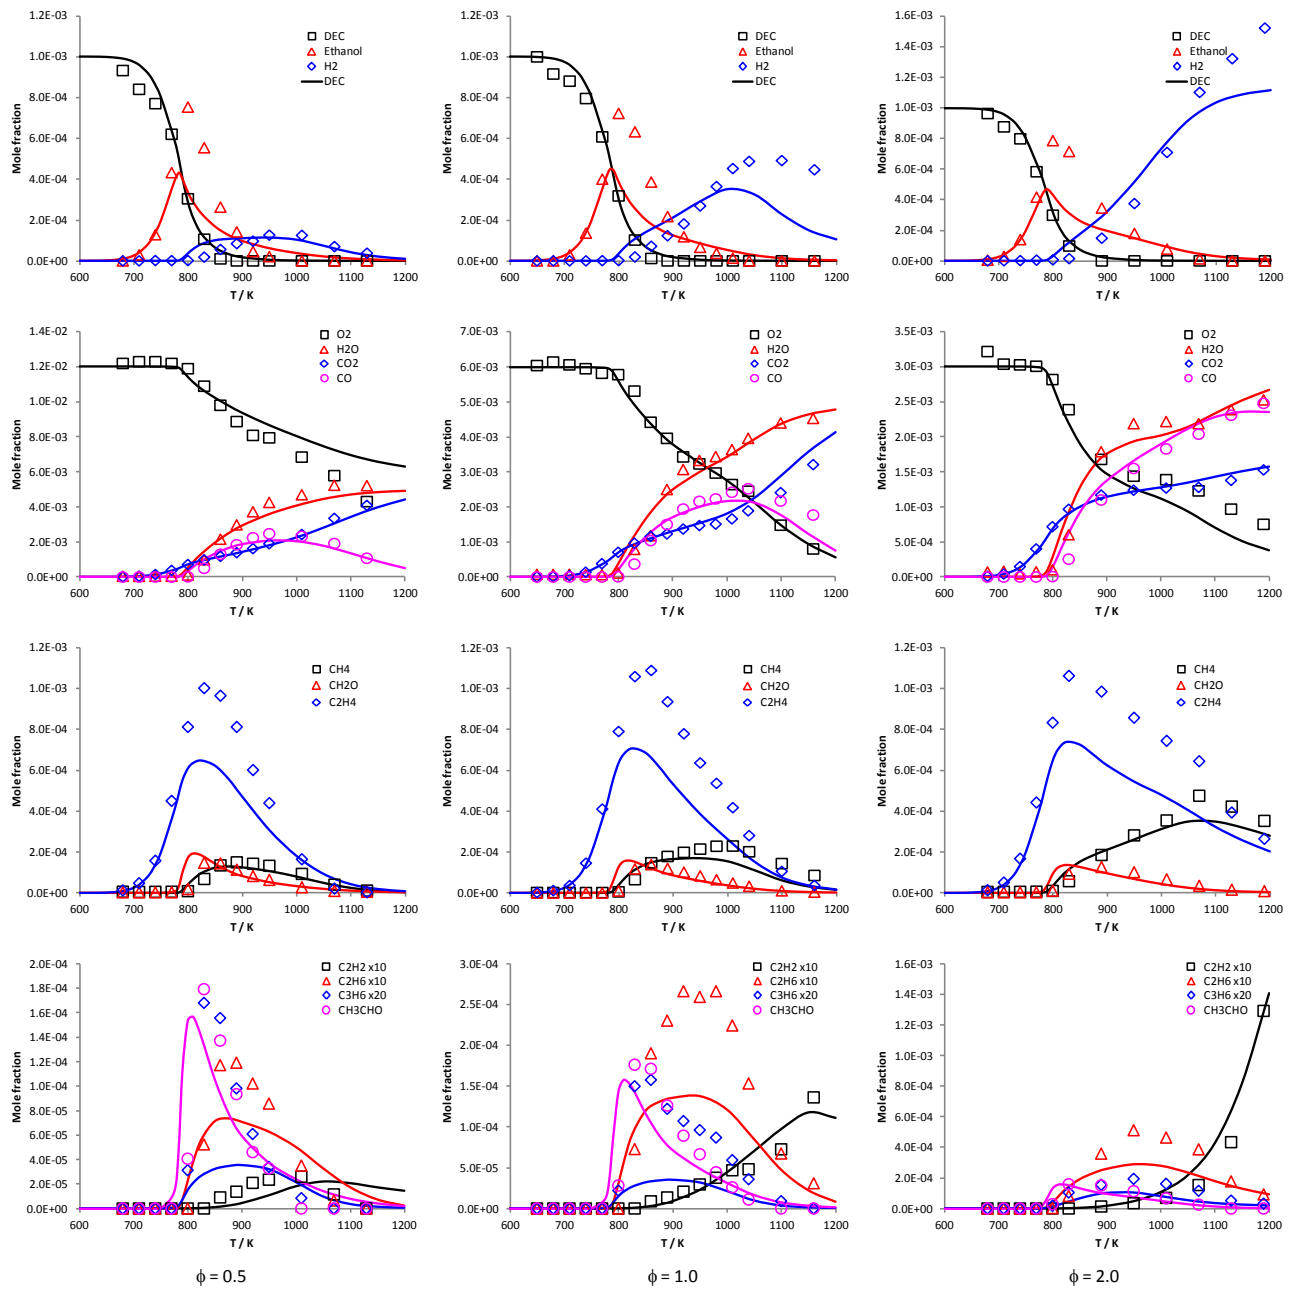 1.2E-03
1.0E-03
8.0E-04
6.0E-04
4.0E-04
2.0E-04
0.0E+00
Mole fraction
DEC
Ethanol
H2
DEC
600 700 800 900 1000 1100 1200
T / K
1.2E-03
1.0E-03
8.0E-04
6.0E-04
4.0E-04
2.0E-04
0.0E+00
Mole fraction
DEC
Ethanol
H2
DEC
600 700 800 900 1000 1100 1200
T / K
1.6E-03
1.4E-03
1.2E-03
1.0E-03
8.0E-04
6.0E-04
4.0E-04
2.0E-04
0.0E+00
Mole fraction
DEC
Ethanol
H2
DEC
600 700 800 900 1000 1100 1200
T / K
1.4E-02
1.2E-02
1.0E-02
8.0E-03
6.0E-03
4.0E-03
2.0E-03
0.0E+00
Mole fraction
O2
H2O
CO2
CO
600 700 800 900 1000 1100 1200
T / K
7.0E-03
6.0E-03
5.0E-03
4.0E-03
3.0E-03
2.0E-03
1.0E-03
0.0E+00
Mole fraction
O2
H2O
CO2
CO
600 700 800 900 1000 1100 1200
T / K
3.5E-03
3.0E-03
2.5E-03
2.0E-03
1.5E-03
1.0E-03
5.0E-04
0.0E+00
Mole fraction
O2
H2O
CO2
CO
600 700 800 900 1000 1100 1200
T / K
1.2E-03
1.0E-03
8.0E-04
6.0E-04
4.0E-04
2.0E-04
0.0E+00
Mole fraction
CH4
CH2O
C2H4
600 700 800 900 1000 1100 1200
T / K
1.2E-03
1.0E-03
8.0E-04
6.0E-04
4.0E-04
2.0E-04
0.0E+00
Mole fraction
CH4
CH2O
C2H4
600 700 800 900 1000 1100 1200
T / K
1.2E-03
1.0E-03
8.0E-04
6.0E-04
4.0E-04
2.0E-04
0.0E+00
Mole fraction
CH4
CH2O
C2H4
600 700 800 900 1000 1100 1200
T / K
2.0E-04
1.8E-04
1.6E-04
1.4E-04
1.2E-04
1.0E-04
8.0E-05
6.0E-05
4.0E-05
2.0E-05
0.0E+00
Mole fraction
C2H2 x10
C2H6 x10
C3H6 x20
CH3CHO
600 700 800 900 1000 1100 1200
T / K
3.0E-04
2.5E-04
2.0E-04
1.5E-04
1.0E-04
5.0E-05
0.0E+00
Mole fraction
C2H2 x10
C2H6 x10
C3H6 x20
CH3CHO
600 700 800 900 1000 1100 1200
T / K
1.6E-03
1.4E-03
1.2E-03
1.0E-03
8.0E-04
6.0E-04
4.0E-04
2.0E-04
0.0E+00
Mole fraction
C2H2 x10
C2H6 x10
C3H6 x20
CH3CHO
600 700 800 900 1000 1100 1200
T / K
ϕ = 0.5
ϕ = 1.0
ϕ = 2.0